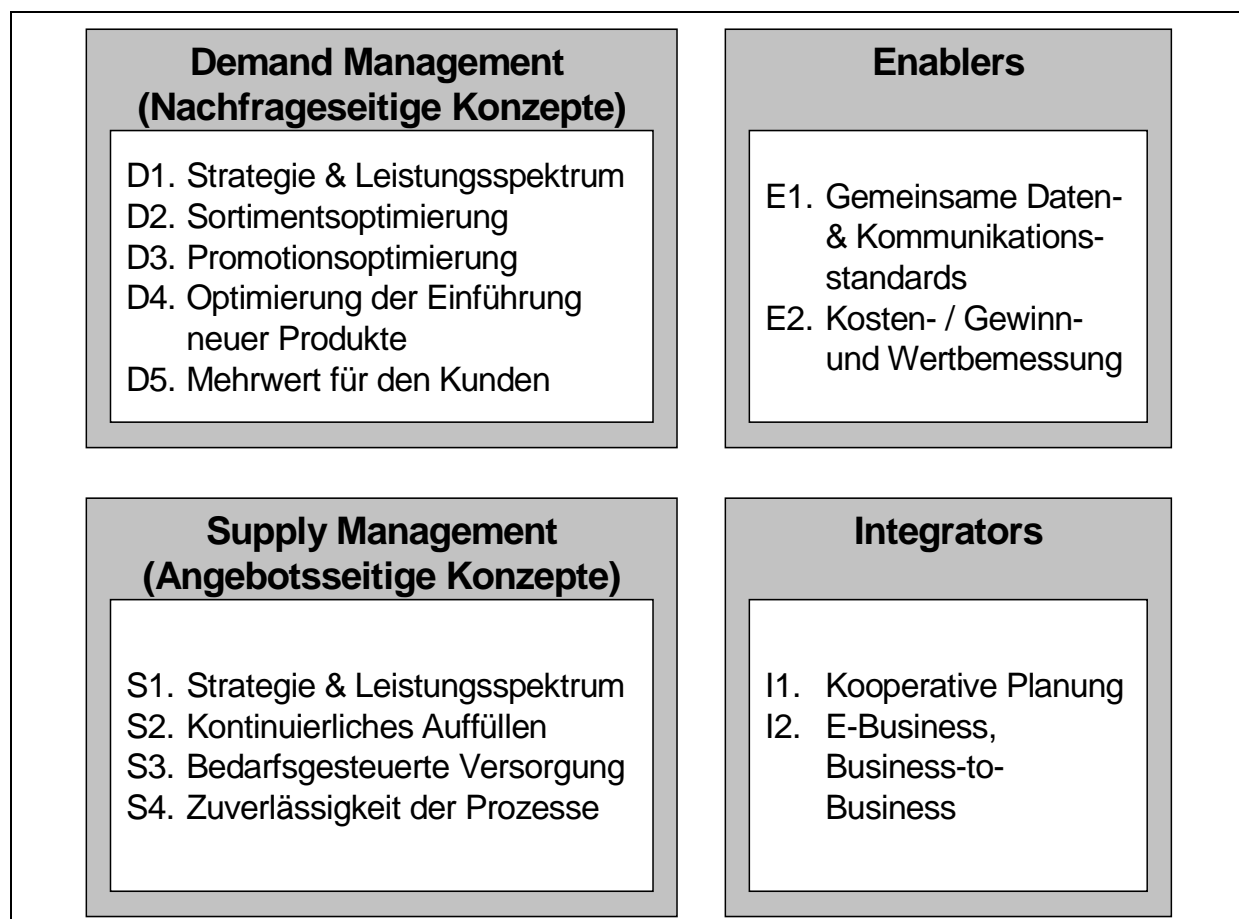 Demand Management
(Nachfrageseitige Konzepte)
D1. Strategie & Leistungsspektrum
D2. Sortimentsoptimierung
D3. Promotionsoptimierung
D4. Optimierung der Einführung
neuer Produkte
D5. Mehrwert für den Kunden
Enablers
E1. Gemeinsame Daten-
& Kommunikations-
standards
E2. Kosten- / Gewinn-
und Wertbemessung
Supply Management
(Angebotsseitige Konzepte)
S1. Strategie & Leistungsspektrum
S2. Kontinuierliches Auffüllen
S3. Bedarfsgesteuerte Versorgung
S4. Zuverlässigkeit der Prozesse
Integrators
I1. Kooperative Planung
I2. E-Business,
Business-to-
Business